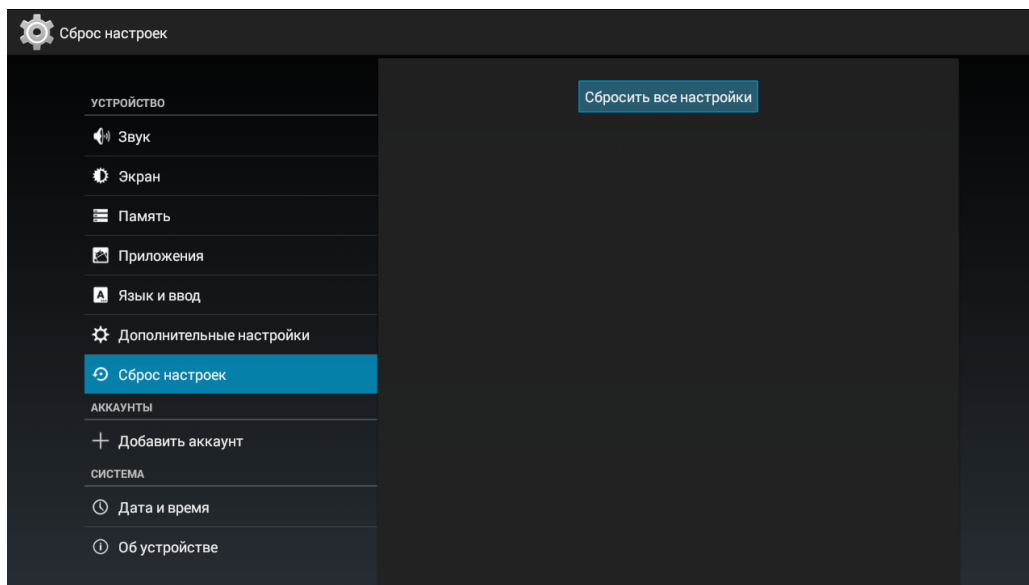 Сброс настроек
УСТРОЙСТВО
Звук
Экран
Память
Приложения
Язык и ввод
Дополнительные настройки
Сброс настроек
АККАУНТЫ
Добавить аккаунт
СИСТЕМА
Дата и время
Об устройстве
Сбросить все настройки